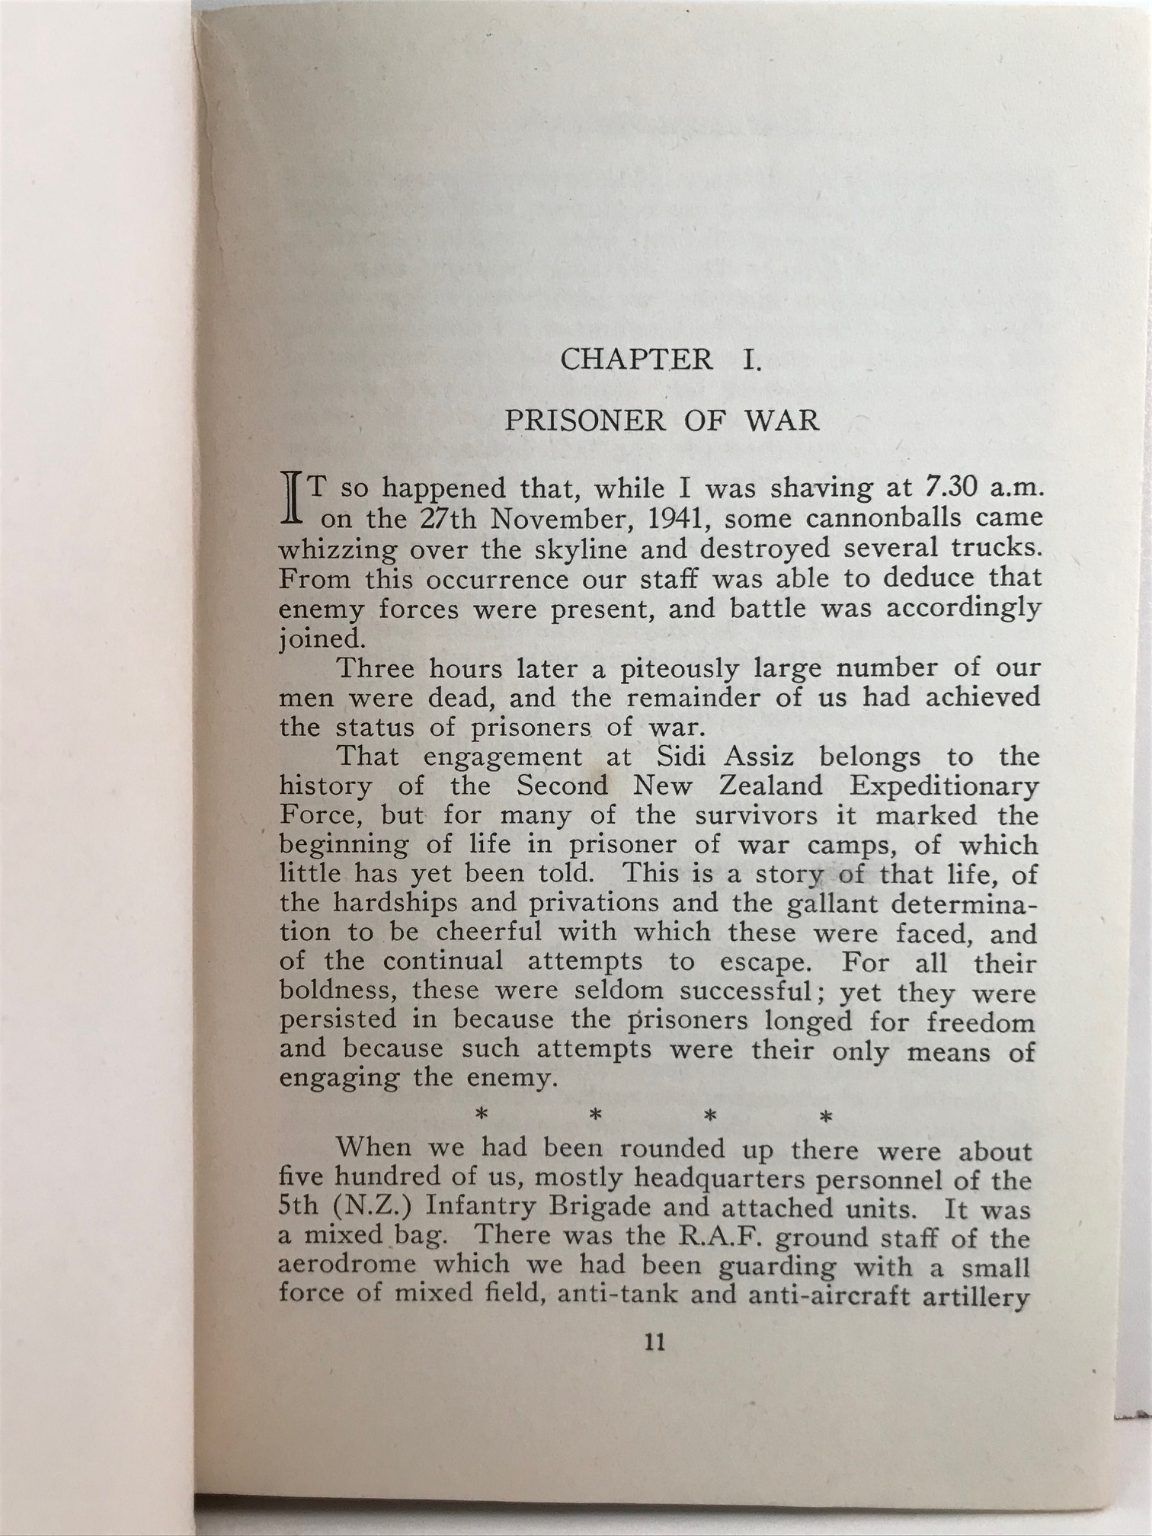 CHAPTER I.
PRISONER OF WAR
IT so happened that, while I was shaving at 7.30 a.m.
on the 27th November, 1941, some cannonballs came
whizzing over the skyline and destroyed several trucks.
From this occurrence our staff was able to deduce that
enemy forces were present, and battle was accordingly
joined.
Three hours later a piteously large number of our
men were dead, and the remainder of us had achieved
the status of prisoners of war.
That engagement at Sidi Assiz belongs to the
history of the Second New Zealand Expeditionary
Force, but for many of the survivors it marked the
beginning of life in prisoner of war camps, of which
little has yet been told. This is a story of that life, of
the hardships and privations and the gallant determina-
tion to be cheerful with which these were faced, and
of the continual attempts to escape. For all their
boldness, these were seldom successful; yet they were
persisted in because the prisoners longed for freedom
and because such attempts were their only means of
engaging the enemy.
* * * *
When we had been rounded up there were about
five hundred of us, mostly headquarters personnel of the
5th (N.Z.) Infantry Brigade and attached units. It was
a mixed bag. There was the R.A.F. ground staff of the
aerodrome which we had been guarding with a small
force of mixed field, anti-tank and anti-aircraft artillery
11